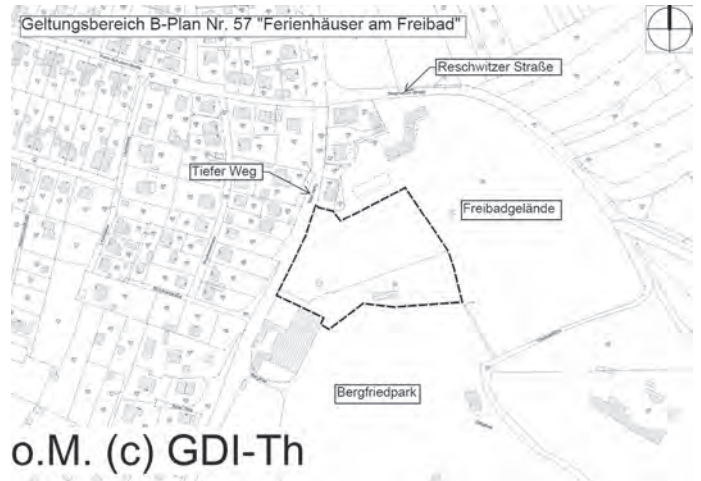 Geltungsbereich B-Plan Nr. 57 "Ferienhäuser am Freibad"
Reschwitzer Straße
Tiefer Weg
Freibadgelände
Bergfriedpark
o.M. (c) GDI-Th